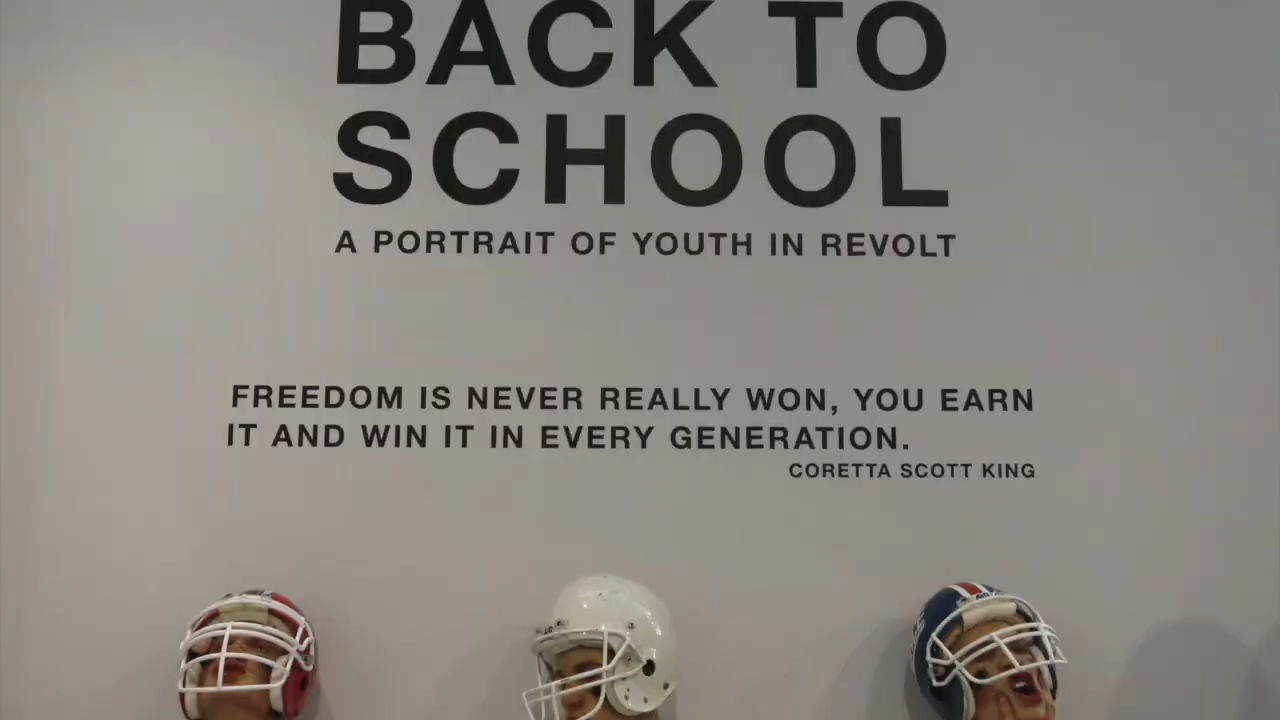 BACK TO
SCHOOL
A PORTRAIT OF YOUTH IN REVOLT
FREEDOM IS NEVER REALLY WON, YOU EARN
IT AND WIN IT IN EVERY GENERATION.
CORETTA SCOTT KING